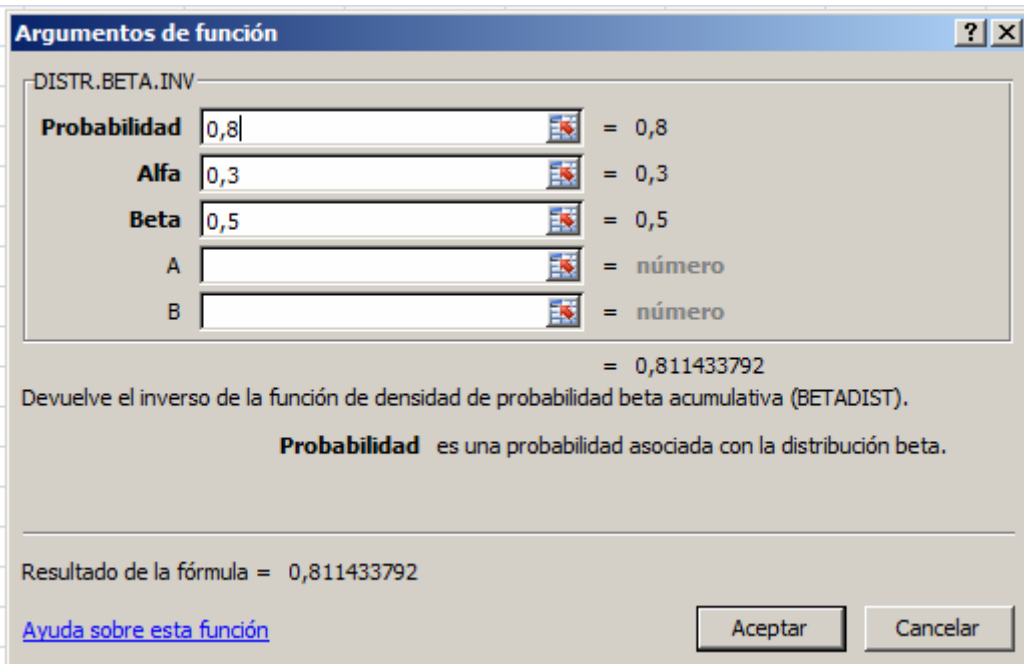 Argumentos de función
DISTR.BETA.INV
Probabilidad 0,8 = 0,8
Alfa 0,3 = 0,3
Beta 0,5 = 0,5
A = número
B = número
= 0,811433792
Devuelve el inverso de la función de densidad de probabilidad beta acumulativa (BETADIST).
Probabilidad es una probabilidad asociada con la distribución beta.
Resultado de la fórmula = 0,811433792
Ayuda sobre esta función Aceptar Cancelar